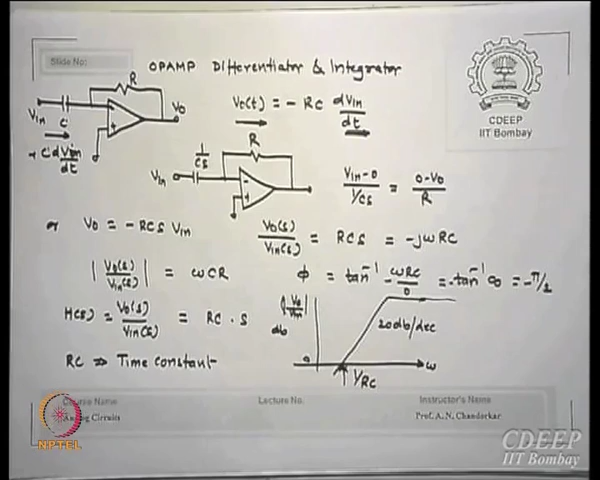 Slide No:
OPAMP Differentiator & Integrator
CDEEP
IIT Bombay
R
Vin
C
Vo
Vo(t) = - RC dVin/dt
+ C dVin/dt
Vin
1/Cs
R
Vin-0/1/Cs = 0-Vo/R
or Vo = - RCS Vin
Vo(s)/Vin(s) = RCS = -jωRC
|Vo(s)/Vin(s)| = ωCR
ϕ = tan⁻¹ -ωRC/0 = -tan⁻¹ ∞ = -π/2
H(s) = Vo(s)/Vin(s) = RC · S
|Vo/Vin| db
20db/dec
0
ω
1/RC
RC ⇒ Time constant
Course Name
Analog Circuits
Lecture No.
Instructor's Name
Prof. A. N. Chandorkar
NPTEL
CDEEP
IIT Bombay